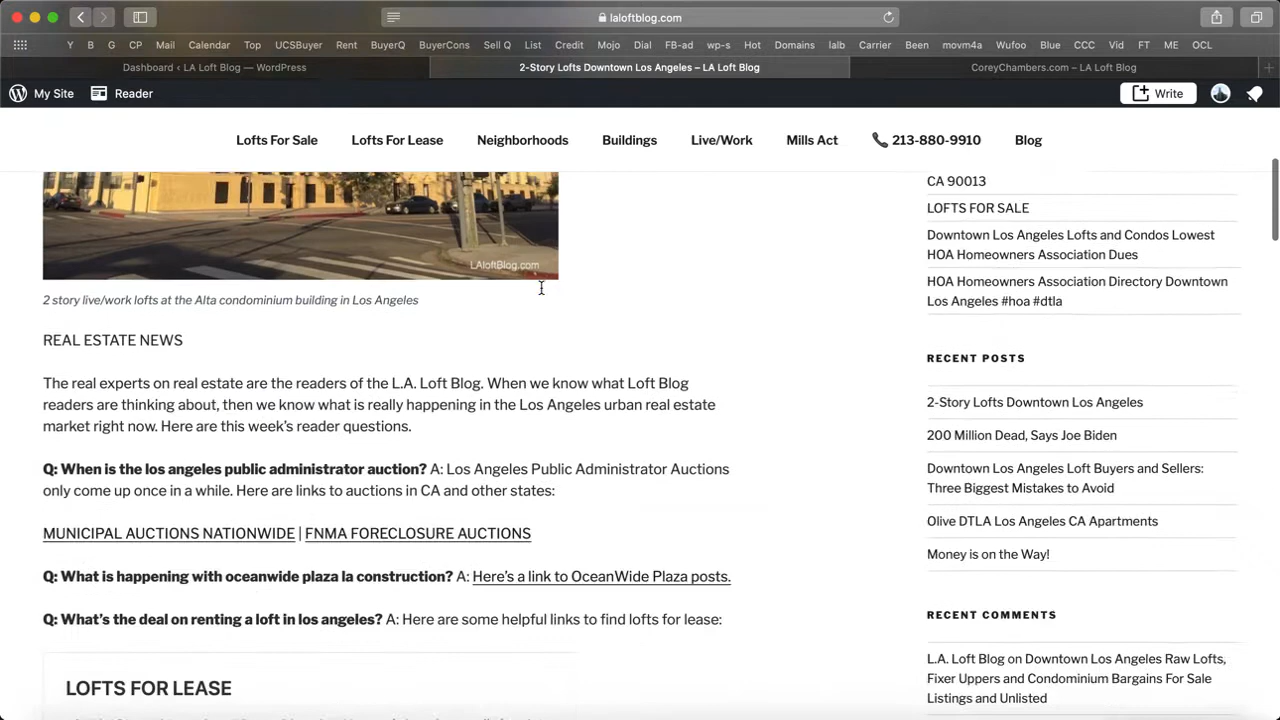 laloftblog.com
Y B G CP Mail Calendar Top UCSBuyer Rent BuyerQ BuyerCons Sell Q List Credit Mojo Dial FB-ad wp-s Hot Domains lalb Carrier Been movm4a Wufoo Blue CCC Vid FT ME OCL
Dashboard ‹ LA Loft Blog — WordPress
2-Story Lofts Downtown Los Angeles – LA Loft Blog
CoreyChambers.com – LA Loft Blog
My Site Reader Write
Lofts For Sale Lofts For Lease Neighborhoods Buildings Live/Work Mills Act 📞 213-880-9910 Blog
LAloftBlog.com
2 story live/work lofts at the Alta condominium building in Los Angeles
REAL ESTATE NEWS
The real experts on real estate are the readers of the L.A. Loft Blog. When we know what Loft Blog
readers are thinking about, then we know what is really happening in the Los Angeles urban real estate
market right now. Here are this week's reader questions.
Q: When is the los angeles public administrator auction? A: Los Angeles Public Administrator Auctions
only come up once in a while. Here are links to auctions in CA and other states:
MUNICIPAL AUCTIONS NATIONWIDE | FNMA FORECLOSURE AUCTIONS
Q: What is happening with oceanwide plaza la construction? A: Here's a link to OceanWide Plaza posts.
Q: What's the deal on renting a loft in los angeles? A: Here are some helpful links to find lofts for lease:
LOFTS FOR LEASE
CA 90013
LOFTS FOR SALE
Downtown Los Angeles Lofts and Condos Lowest
HOA Homeowners Association Dues
HOA Homeowners Association Directory Downtown
Los Angeles #hoa #dtla
RECENT POSTS
2-Story Lofts Downtown Los Angeles
200 Million Dead, Says Joe Biden
Downtown Los Angeles Loft Buyers and Sellers:
Three Biggest Mistakes to Avoid
Olive DTLA Los Angeles CA Apartments
Money is on the Way!
RECENT COMMENTS
L.A. Loft Blog on Downtown Los Angeles Raw Lofts,
Fixer Uppers and Condominium Bargains For Sale
Listings and Unlisted